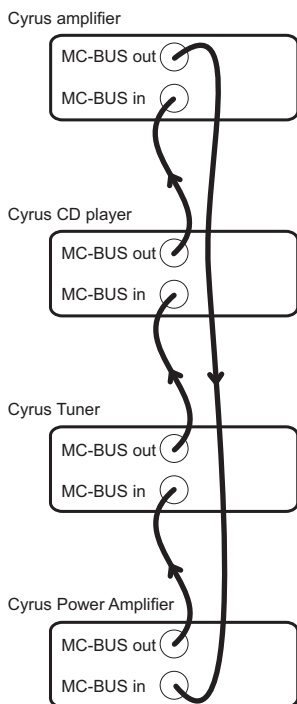 Cyrus amplifier
MC-BUS out
MC-BUS in
Cyrus CD player
MC-BUS out
MC-BUS in
Cyrus Tuner
MC-BUS out
MC-BUS in
Cyrus Power Amplifier
MC-BUS out
MC-BUS in